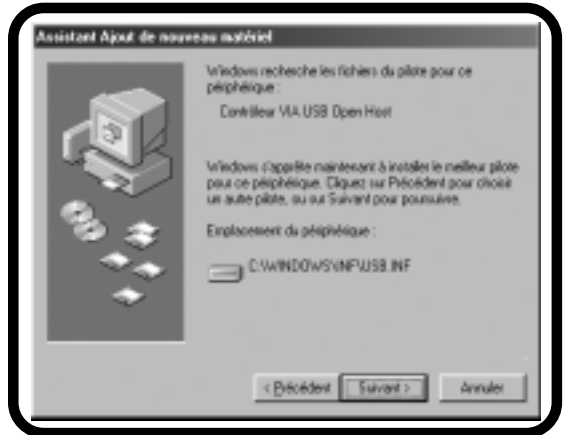 Assistant Ajout de nouveau matériel
Windows recherche les fichiers du pilote pour ce
périphérique :
Contrôleur VIA USB Open Host
Windows s'apprête maintenant à installer le meilleur pilote
pour ce périphérique. Cliquez sur Précédent pour choisir
un autre pilote, ou sur Suivant pour poursuivre.
Emplacement du périphérique :
C:\WINDOWS\INF\USB.INF
< Précédent Suivant > Annuler